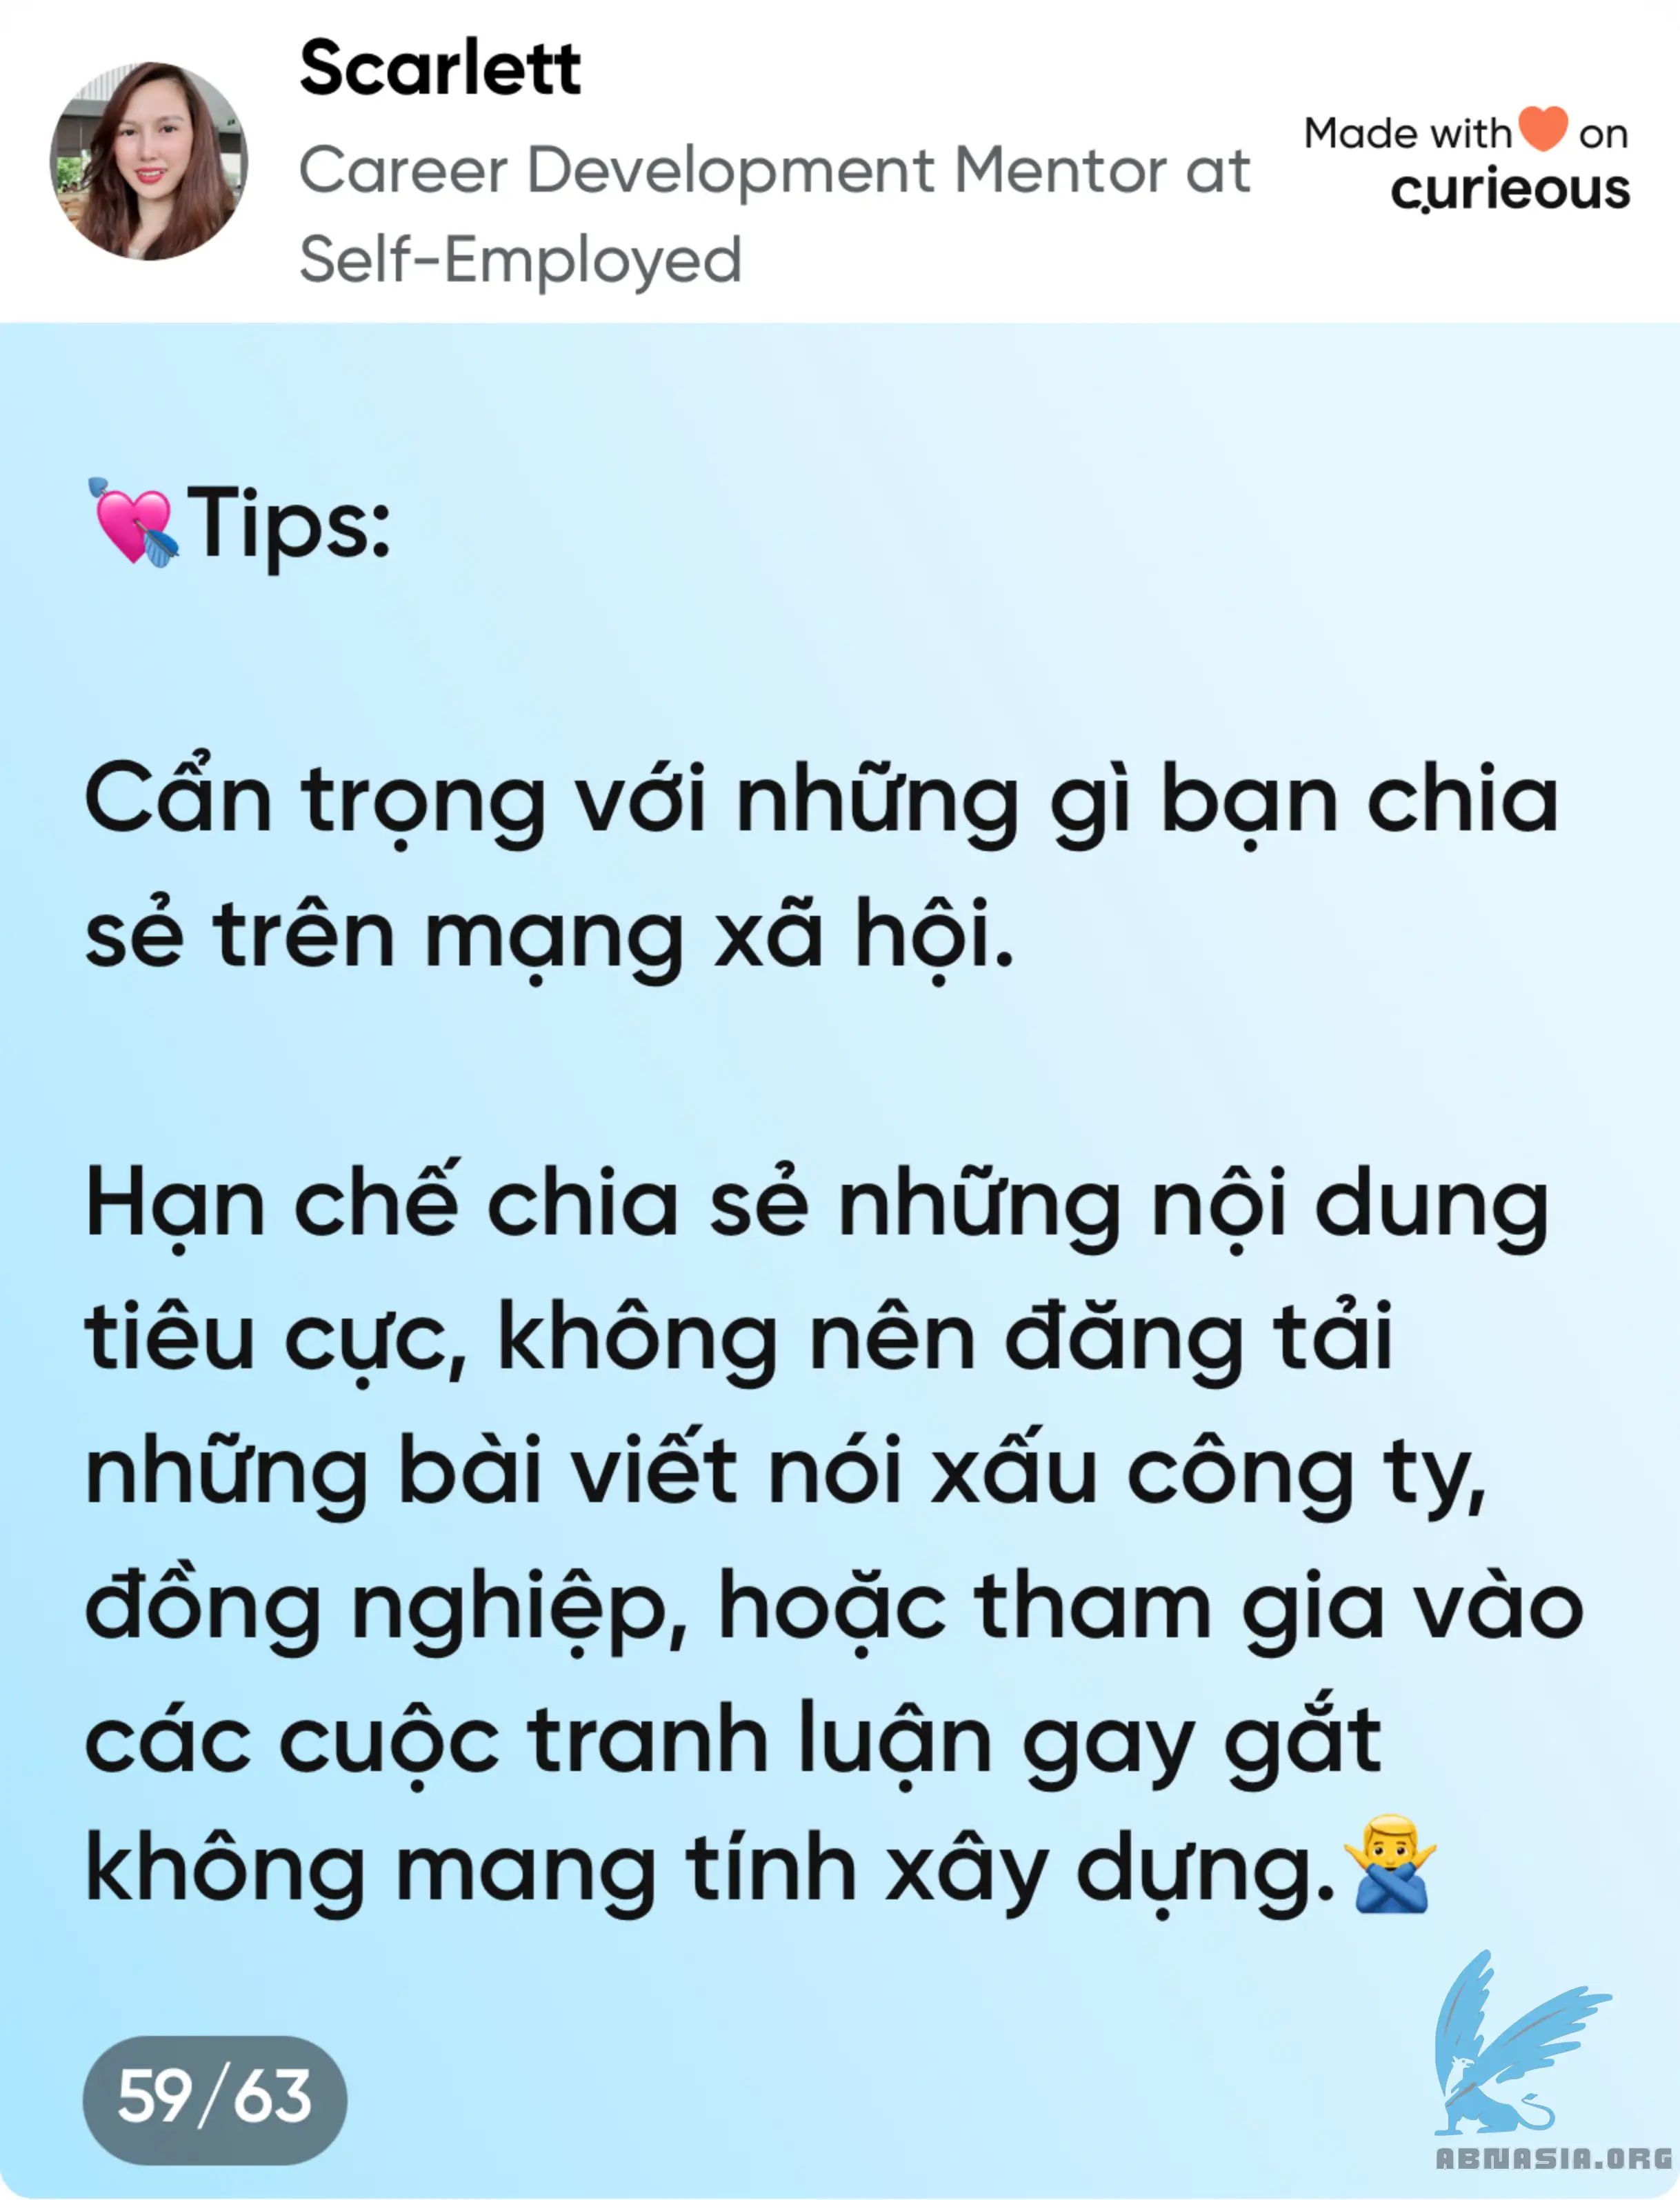 Scarlett
Career Development Mentor at
Self-Employed
Made with🧡on
curieous
💘Tips:
Cẩn trọng với những gì bạn chia
sẻ trên mạng xã hội.
Hạn chế chia sẻ những nội dung
tiêu cực, không nên đăng tải
những bài viết nói xấu công ty,
đồng nghiệp, hoặc tham gia vào
các cuộc tranh luận gay gắt
không mang tính xây dựng.🙅‍♂️
59/63
ABNASIA.ORG